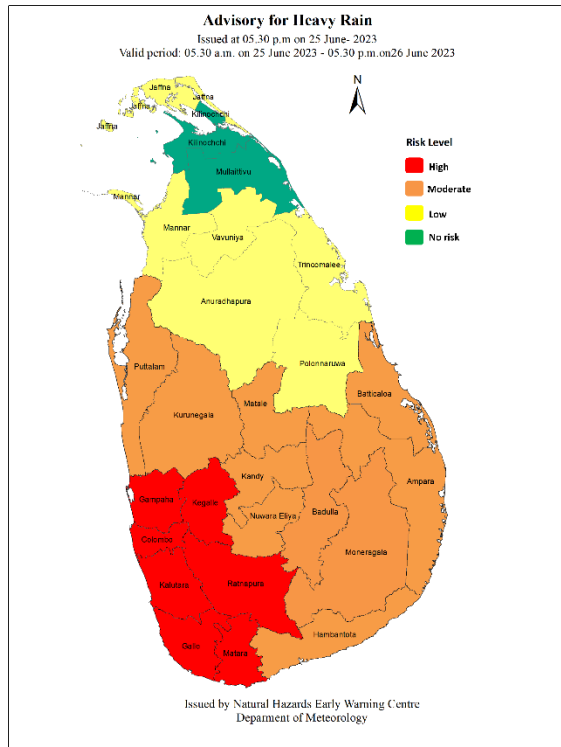 Advisory for Heavy Rain
Issued at 05.30 p.m on 25 June- 2023
Valid period: 05.30 a.m. on 25 June 2023 - 05.30 p.m.on26 June 2023
N
Jaffna
Jaffna
Jaffna
Kilinochchi
Jaffna
Kilinochchi
Mullaittivu
Risk Level
High
Moderate
Low
No risk
Mannar
Mannar
Vavuniya
Trincomalee
Anuradhapura
Polonnaruwa
Puttalam
Batticaloa
Matale
Kurunegala
Kandy
Ampara
Gampaha
Kegalle
Nuwara Eliya
Badulla
Colombo
Moneragala
Kalutara
Ratnapura
Hambantota
Galle
Matara
Issued by Natural Hazards Early Warning Centre
Deparment of Meteorology